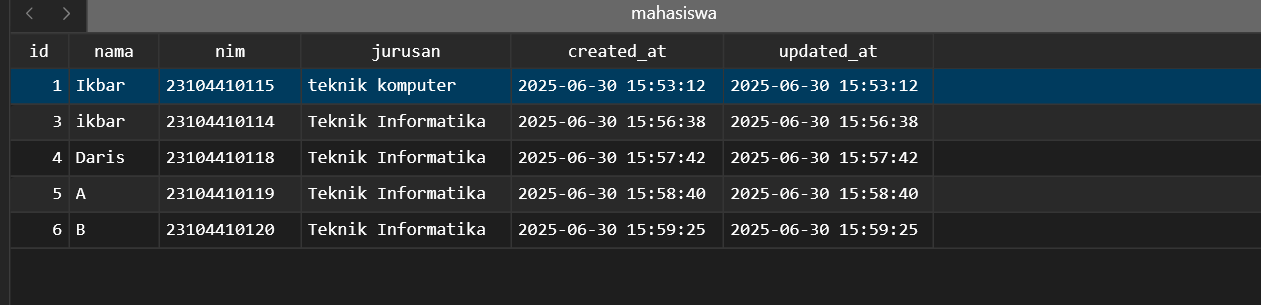 mahasiswa
id nama nim jurusan created_at updated_at
1 Ikbar 23104410115 teknik komputer 2025-06-30 15:53:12 2025-06-30 15:53:12
3 ikbar 23104410114 Teknik Informatika 2025-06-30 15:56:38 2025-06-30 15:56:38
4 Daris 23104410118 Teknik Informatika 2025-06-30 15:57:42 2025-06-30 15:57:42
5 A 23104410119 Teknik Informatika 2025-06-30 15:58:40 2025-06-30 15:58:40
6 B 23104410120 Teknik Informatika 2025-06-30 15:59:25 2025-06-30 15:59:25